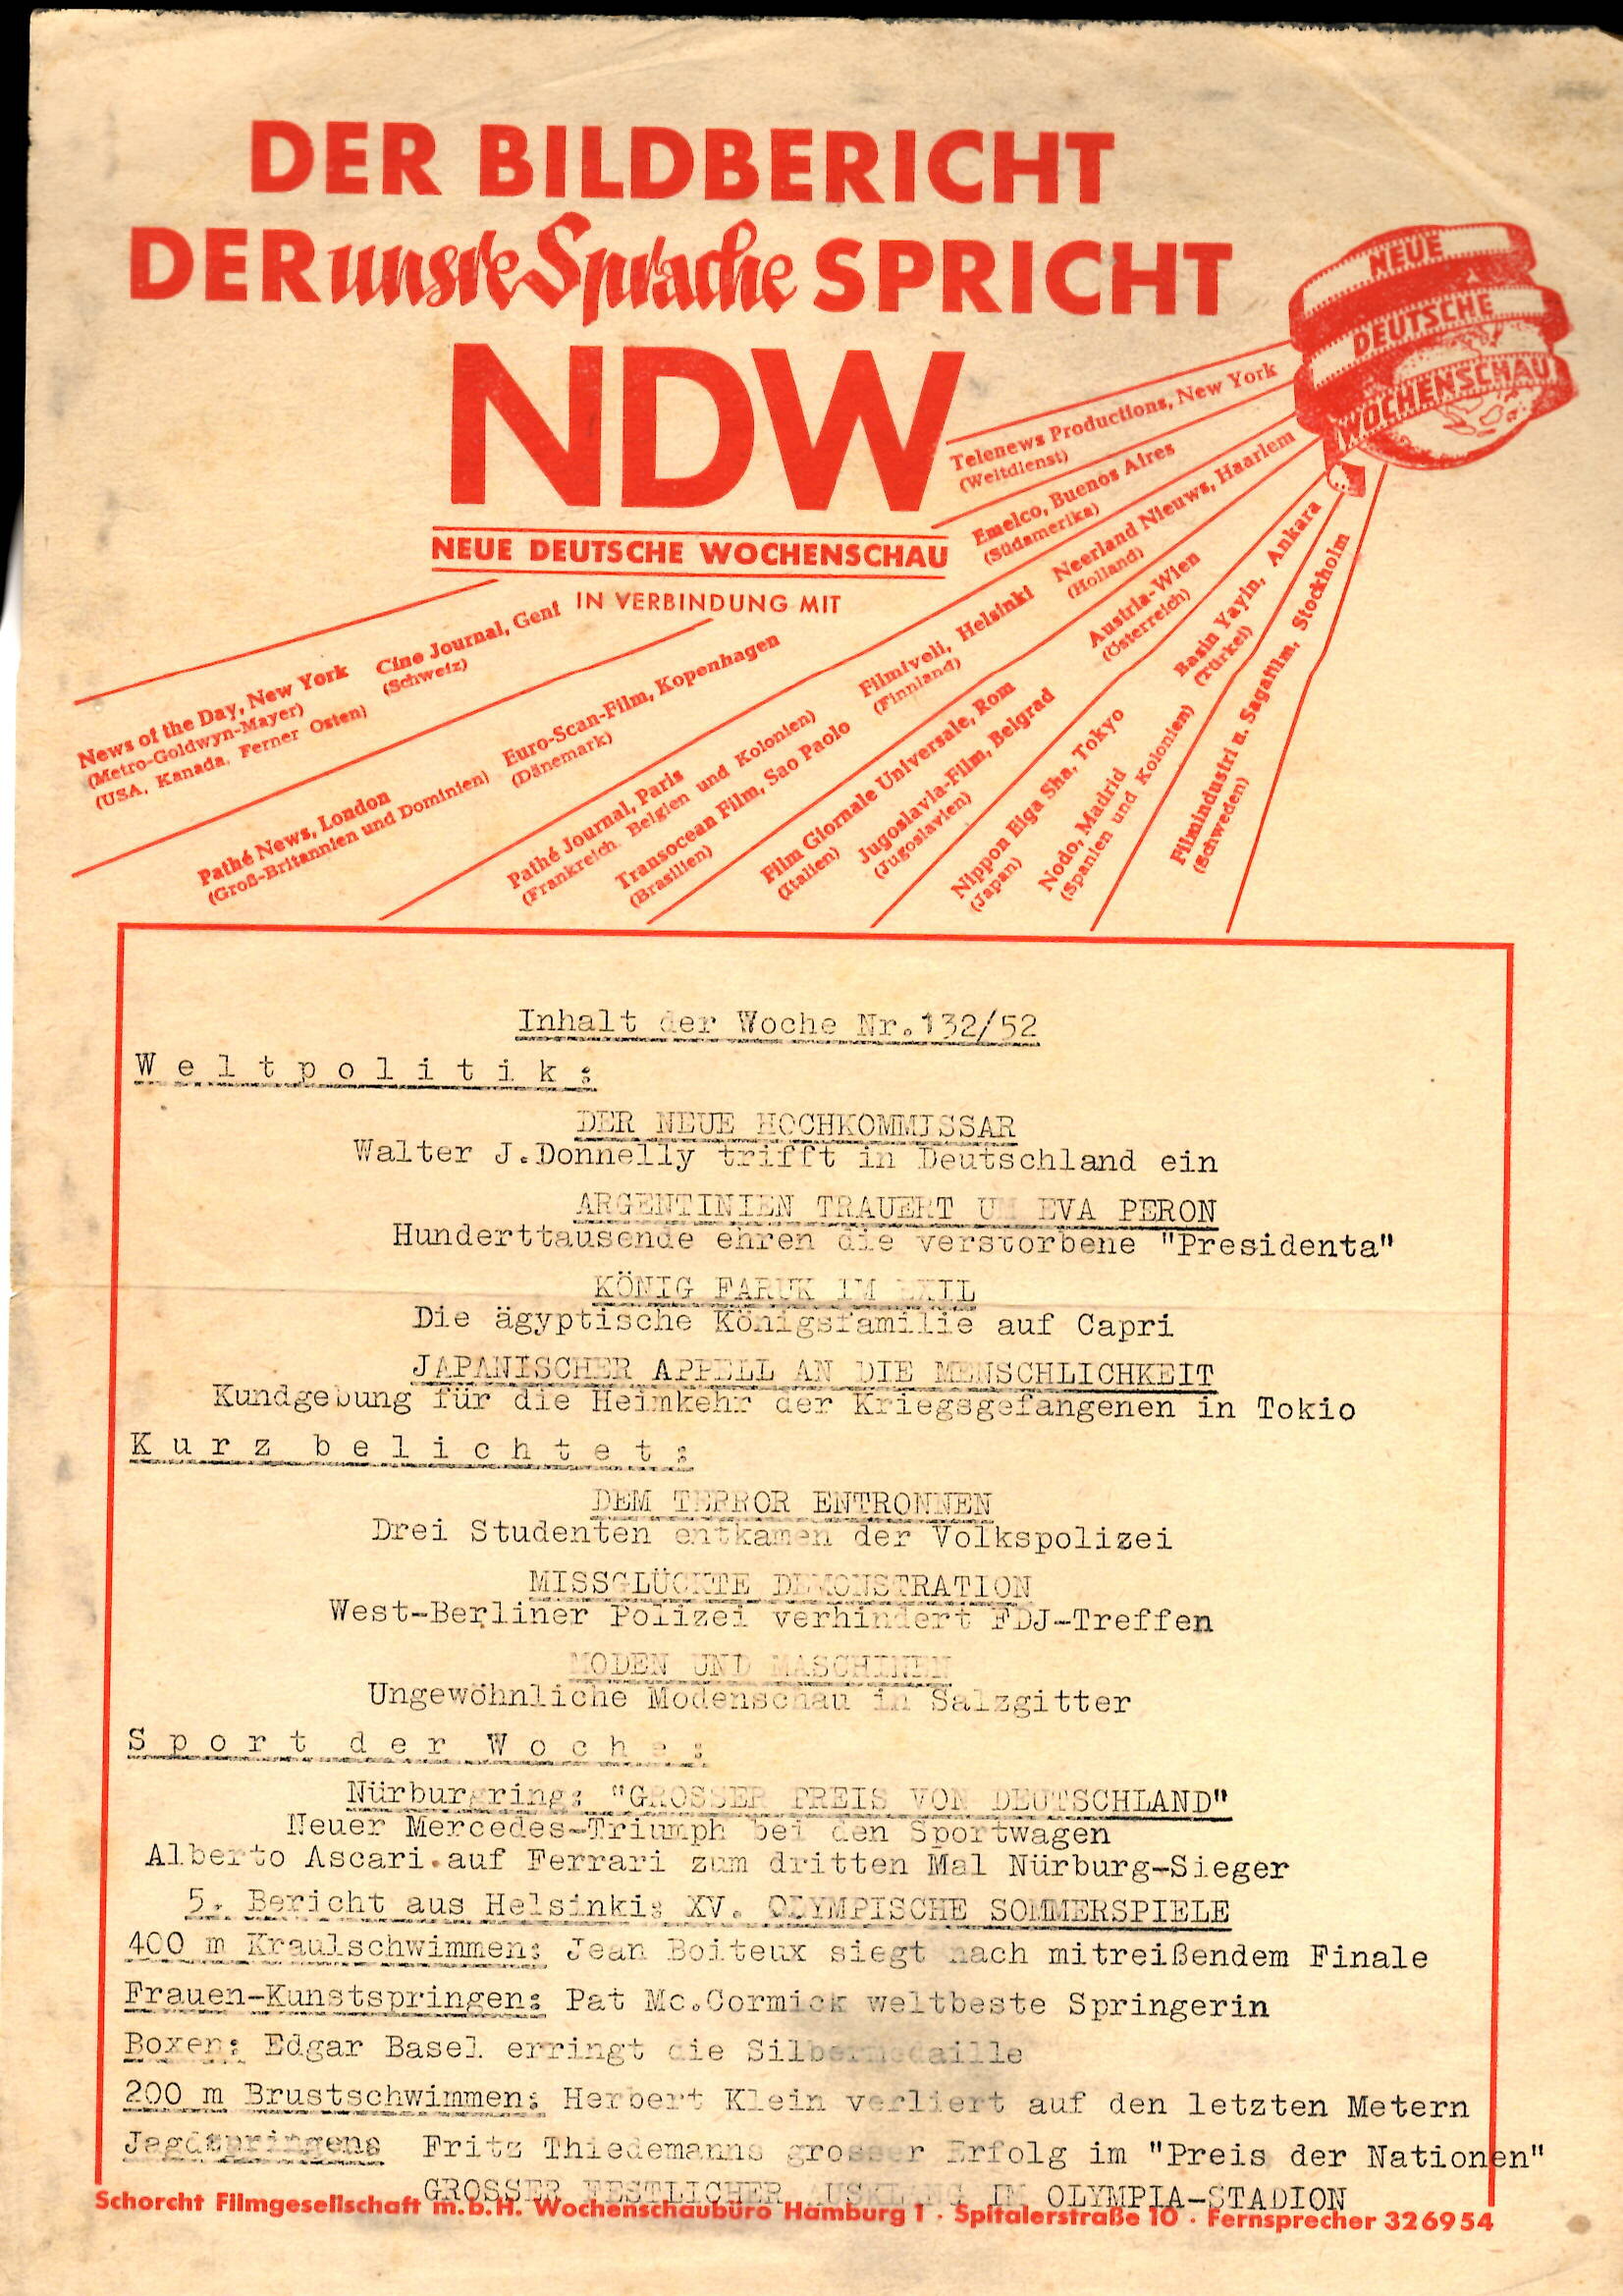 DER BILDBERICHT
DER unsre Sprache SPRICHT
NDW
NEUE DEUTSCHE WOCHENSCHAU
IN VERBINDUNG MIT
NEUE
DEUTSCHE
WOCHENSCHAU
Telenews Productions, New York
(Weltdienst)
Emelco, Buenos Aires
(Südamerika)
Neerland Nieuws, Haarlem
(Holland)
Austria-Wien
(Österreich)
Basin Yayin, Ankara
(Türkei)
Filmindustri u. Sagafilm, Stockholm
(Schweden)
News of the Day, New York
(Metro-Goldwyn-Mayer)
(USA, Kanada, Ferner Osten)
Cine Journal, Genf
(Schweiz)
Pathé News, London
(Groß-Britannien und Dominien)
Euro-Scan-Film, Kopenhagen
(Dänemark)
Pathé Journal, Paris
(Frankreich, Belgien und Kolonien)
Filmiveli, Helsinki
(Finnland)
Transocean Film, Sao Paolo
(Brasilien)
Film Giornale Universale, Rom
(Italien)
Jugoslavia-Film, Belgrad
(Jugoslavien)
Nippon Eiga Sha, Tokyo
(Japan)
Nodo, Madrid
(Spanien und Kolonien)
Inhalt der Woche Nr.132/52
Weltpolitik:
DER NEUE HOCHKOMMISSAR
Walter J.Donnelly trifft in Deutschland ein
ARGENTINIEN TRAUERT UM EVA PERON
Hunderttausende ehren die verstorbene "Presidenta"
KÖNIG FARUK IM EXIL
Die ägyptische Königsfamilie auf Capri
JAPANISCHER APPELL AN DIE MENSCHLICHKEIT
Kundgebung für die Heimkehr der Kriegsgefangenen in Tokio
Kurz belichtet:
DEM TERROR ENTRONNEN
Drei Studenten entkamen der Volkspolizei
MISSGLÜCKTE DEMONSTRATION
West-Berliner Polizei verhindert FDJ-Treffen
MODEN UND MASCHINEN
Ungewöhnliche Modenschau in Salzgitter
Sport der Woche:
Nürburgring: "GROSSER PREIS VON DEUTSCHLAND"
Neuer Mercedes-Triumph bei den Sportwagen
Alberto Ascari auf Ferrari zum dritten Mal Nürburg-Sieger
5. Bericht aus Helsinki: XV. OLYMPISCHE SOMMERSPIELE
400 m Kraulschwimmen: Jean Boiteux siegt nach mitreißendem Finale
Frauen-Kunstspringen: Pat Mc.Cormick weltbeste Springerin
Boxen: Edgar Basel erringt die Silbermedaille
200 m Brustschwimmen: Herbert Klein verliert auf den letzten Metern
Jagdspringens Fritz Thiedemanns grosser Erfolg im "Preis der Nationen"
GROSSER FESTLICHER AUSKLANG IM OLYMPIA-STADION
Schorcht Filmgesellschaft m.b.H. Wochenschaubüro Hamburg 1 · Spitalerstraße 10 · Fernsprecher 326954